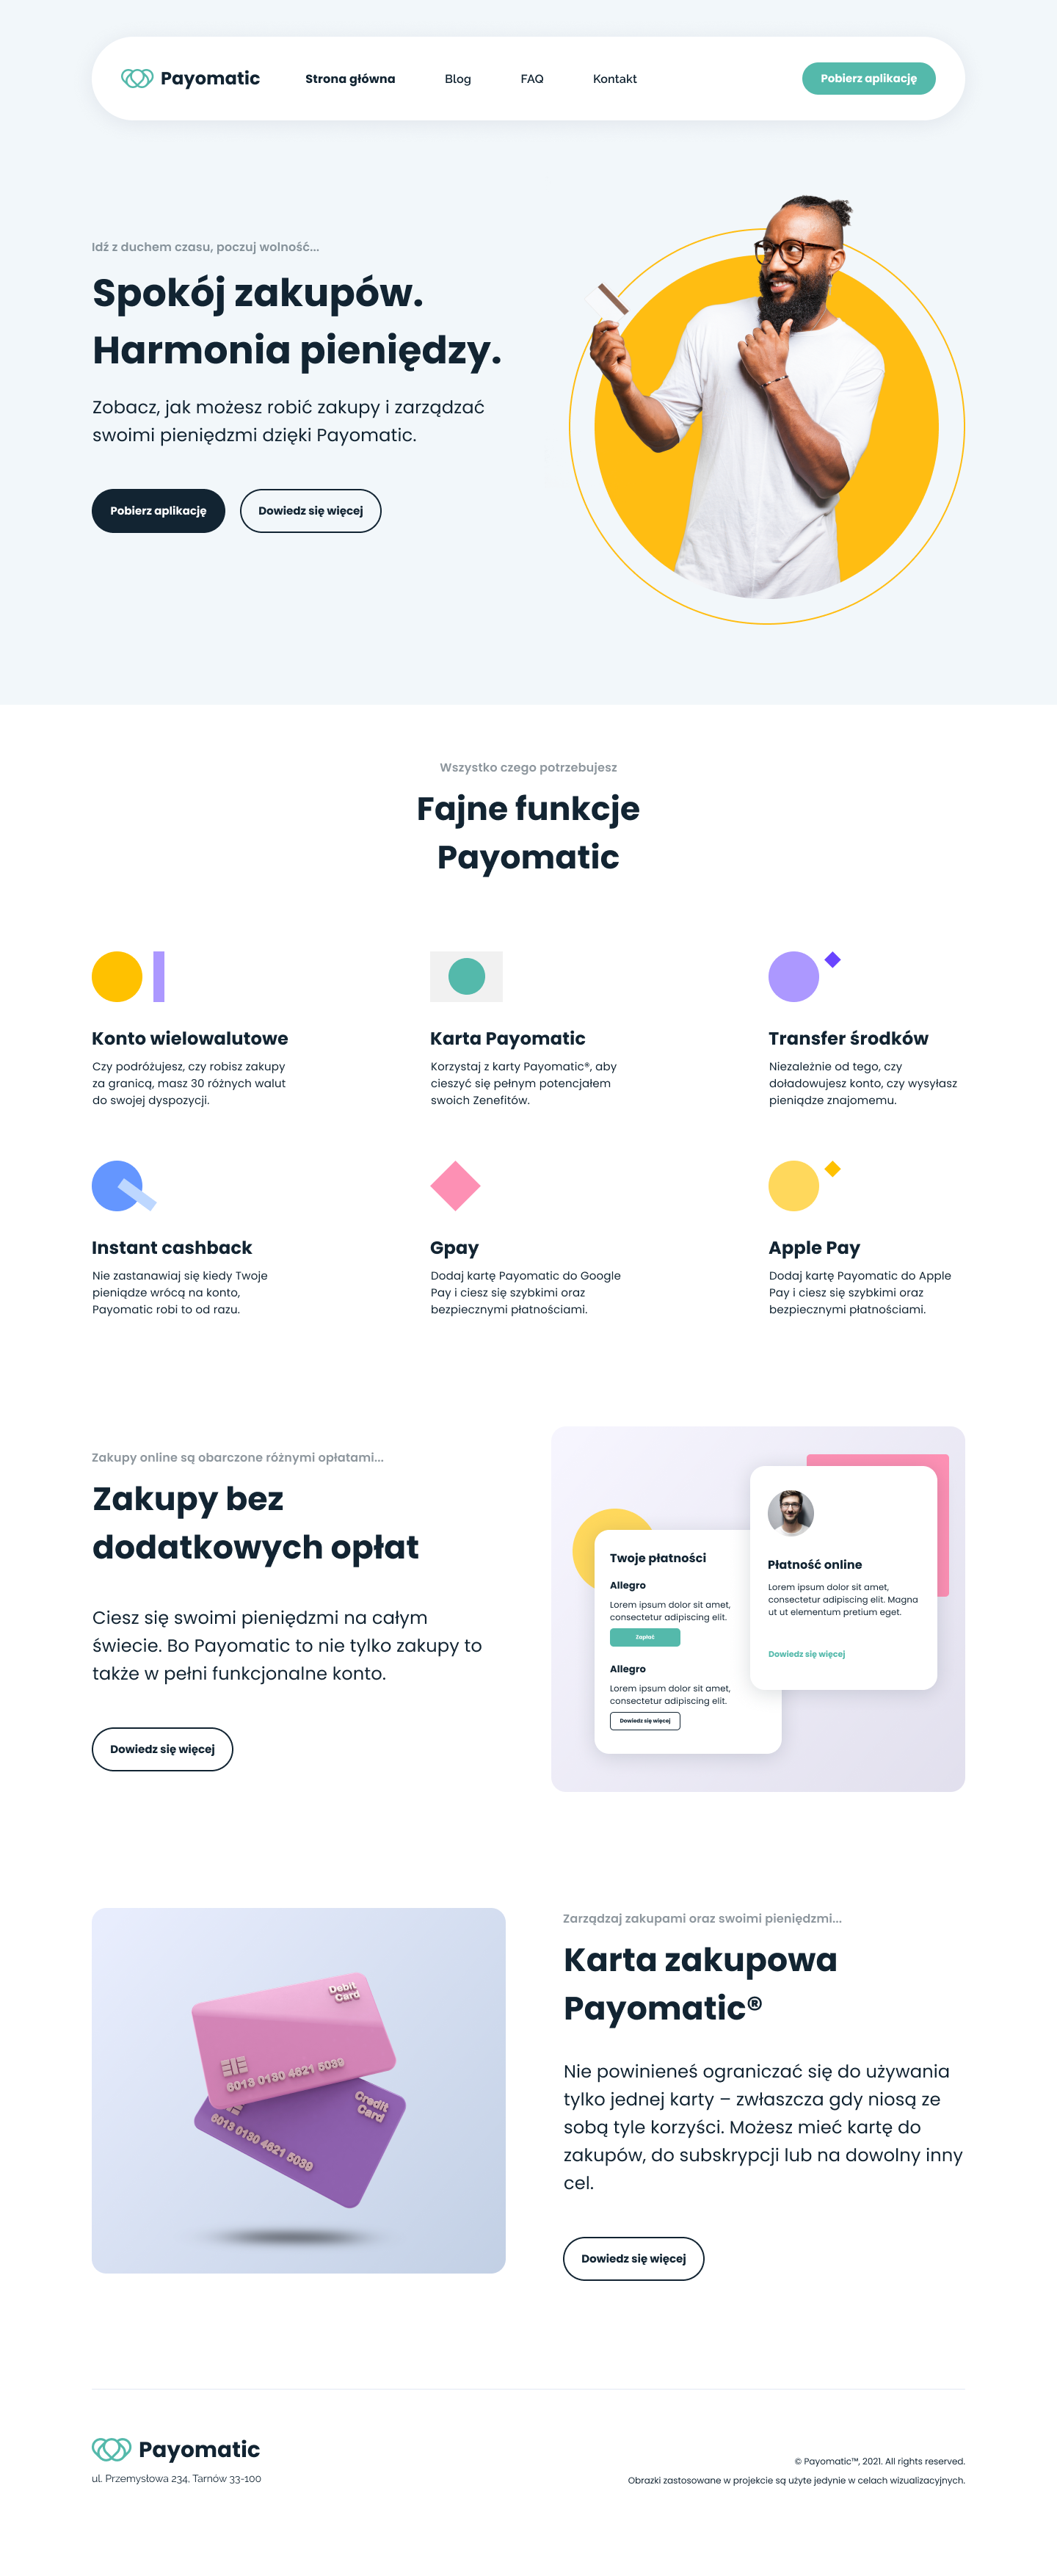 Payomatic
Strona główna
Blog
FAQ
Kontakt
Pobierz aplikację
Idź z duchem czasu, poczuj wolność...
Spokój zakupów.
Harmonia pieniędzy.
Zobacz, jak możesz robić zakupy i zarządzać
swoimi pieniędzmi dzięki Payomatic.
Pobierz aplikację
Dowiedz się więcej
Wszystko czego potrzebujesz
Fajne funkcje
Payomatic
Konto wielowalutowe
Czy podróżujesz, czy robisz zakupy
za granicą, masz 30 różnych walut
do swojej dyspozycji.
Karta Payomatic
Korzystaj z karty Payomatic®, aby
cieszyć się pełnym potencjałem
swoich Zenefitów.
Transfer środków
Niezależnie od tego, czy
doładowujesz konto, czy wysyłasz
pieniądze znajomemu.
Instant cashback
Nie zastanawiaj się kiedy Twoje
pieniądze wrócą na konto,
Payomatic robi to od razu.
Gpay
Dodaj kartę Payomatic do Google
Pay i ciesz się szybkimi oraz
bezpiecznymi płatnościami.
Apple Pay
Dodaj kartę Payomatic do Apple
Pay i ciesz się szybkimi oraz
bezpiecznymi płatnościami.
Zakupy online są obarczone różnymi opłatami...
Zakupy bez
dodatkowych opłat
Ciesz się swoimi pieniędzmi na całym
świecie. Bo Payomatic to nie tylko zakupy to
także w pełni funkcjonalne konto.
Dowiedz się więcej
Twoje płatności
Allegro
Lorem ipsum dolor sit amet,
consectetur adipiscing elit.
Zapłać
Allegro
Lorem ipsum dolor sit amet,
consectetur adipiscing elit.
Dowiedz się więcej
Płatność online
Lorem ipsum dolor sit amet,
consectetur adipiscing elit. Magna
ut ut elementum pretium eget.
Dowiedz się więcej
Debit
Card
6013 0130 4621 5039
Credit
Card
6013 0130 4621 5039
Zarządzaj zakupami oraz swoimi pieniędzmi...
Karta zakupowa
Payomatic®
Nie powinieneś ograniczać się do używania
tylko jednej karty – zwłaszcza gdy niosą ze
sobą tyle korzyści. Możesz mieć kartę do
zakupów, do subskrypcji lub na dowolny inny
cel.
Dowiedz się więcej
Payomatic
ul. Przemysłowa 234, Tarnów 33-100
© Payomatic™, 2021. All rights reserved.
Obrazki zastosowane w projekcie są użyte jedynie w celach wizualizacyjnych.